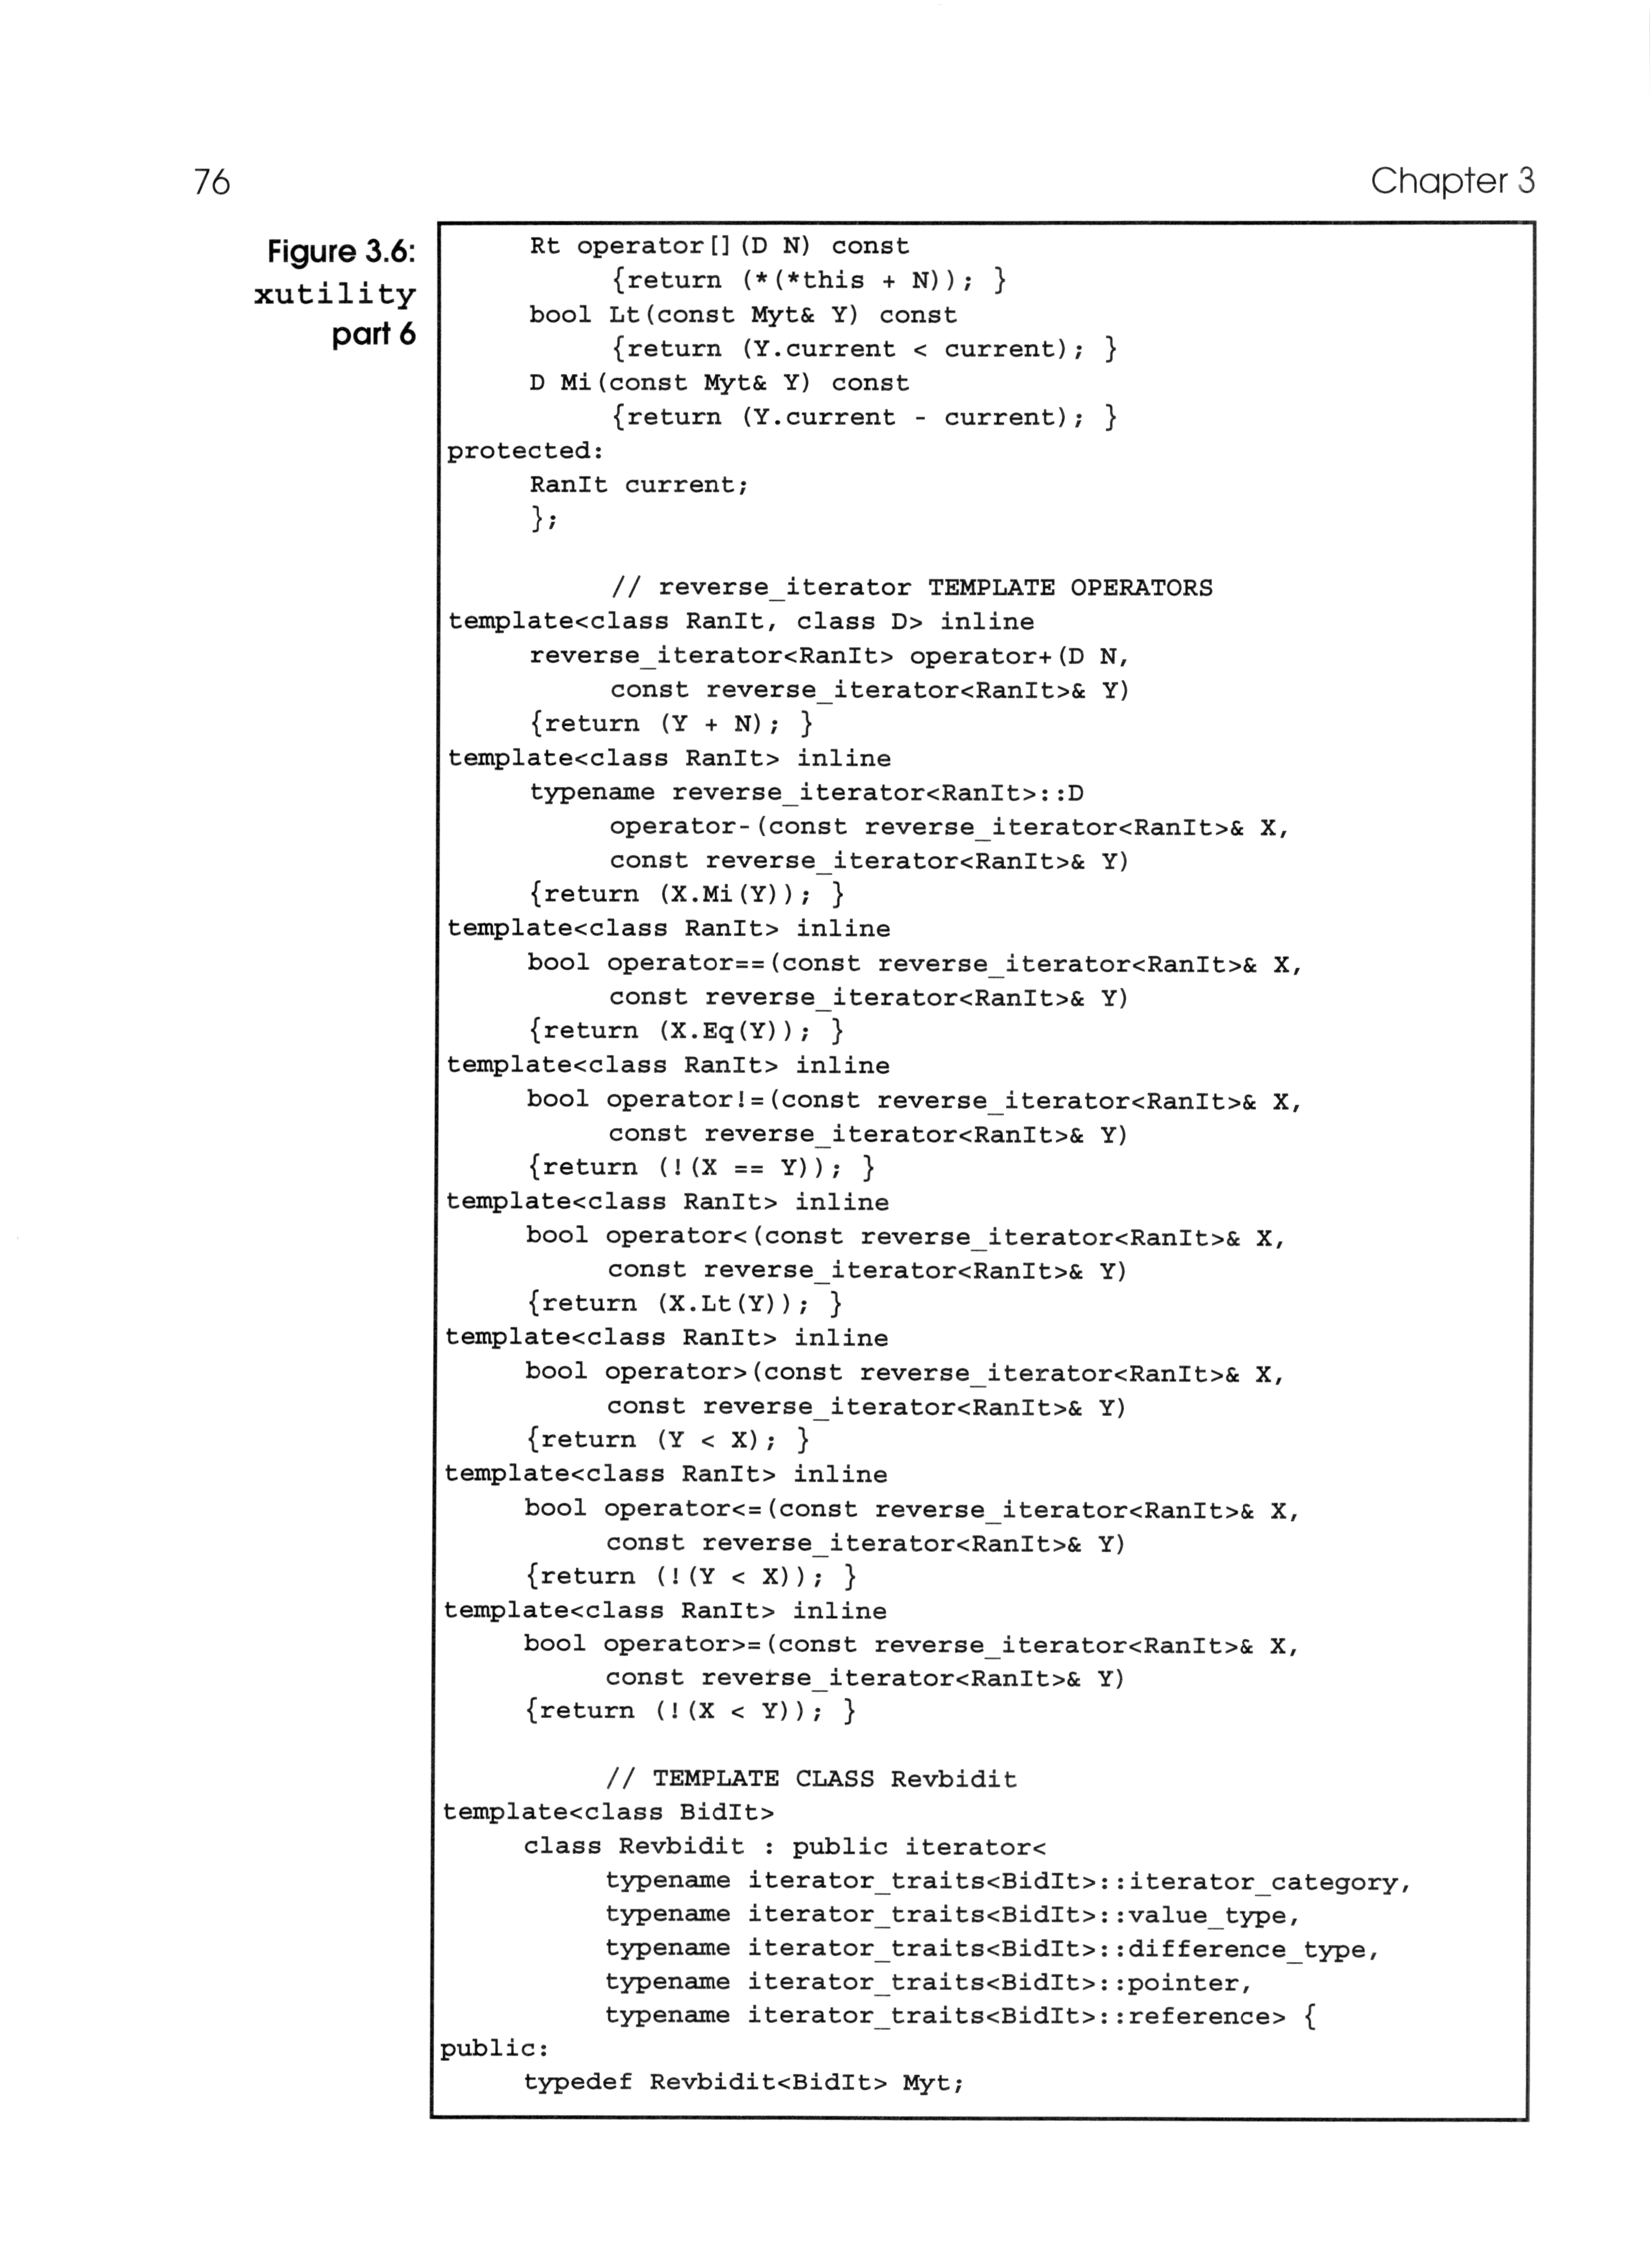 76
Chapter 3
Figure 3.6:
xutility
part 6
Rt operator[](D N) const
{return (*(*this + N)); }
bool Lt(const Myt& Y) const
{return (Y.current < current); }
D Mi(const Myt& Y) const
{return (Y.current - current); }
protected:
RanIt current;
};
// reverse_iterator TEMPLATE OPERATORS
template<class RanIt, class D> inline
reverse_iterator<RanIt> operator+(D N,
const reverse_iterator<RanIt>& Y)
{return (Y + N); }
template<class RanIt> inline
typename reverse_iterator<RanIt>::D
operator-(const reverse_iterator<RanIt>& X,
const reverse_iterator<RanIt>& Y)
{return (X.Mi(Y)); }
template<class RanIt> inline
bool operator==(const reverse_iterator<RanIt>& X,
const reverse_iterator<RanIt>& Y)
{return (X.Eq(Y)); }
template<class RanIt> inline
bool operator!=(const reverse_iterator<RanIt>& X,
const reverse_iterator<RanIt>& Y)
{return (!(X == Y)); }
template<class RanIt> inline
bool operator<(const reverse_iterator<RanIt>& X,
const reverse_iterator<RanIt>& Y)
{return (X.Lt(Y)); }
template<class RanIt> inline
bool operator>(const reverse_iterator<RanIt>& X,
const reverse_iterator<RanIt>& Y)
{return (Y < X); }
template<class RanIt> inline
bool operator<=(const reverse_iterator<RanIt>& X,
const reverse_iterator<RanIt>& Y)
{return (!(Y < X)); }
template<class RanIt> inline
bool operator>=(const reverse_iterator<RanIt>& X,
const reverse_iterator<RanIt>& Y)
{return (!(X < Y)); }
// TEMPLATE CLASS Revbidit
template<class BidIt>
class Revbidit : public iterator<
typename iterator_traits<BidIt>::iterator_category,
typename iterator_traits<BidIt>::value_type,
typename iterator_traits<BidIt>::difference_type,
typename iterator_traits<BidIt>::pointer,
typename iterator_traits<BidIt>::reference> {
public:
typedef Revbidit<BidIt> Myt;